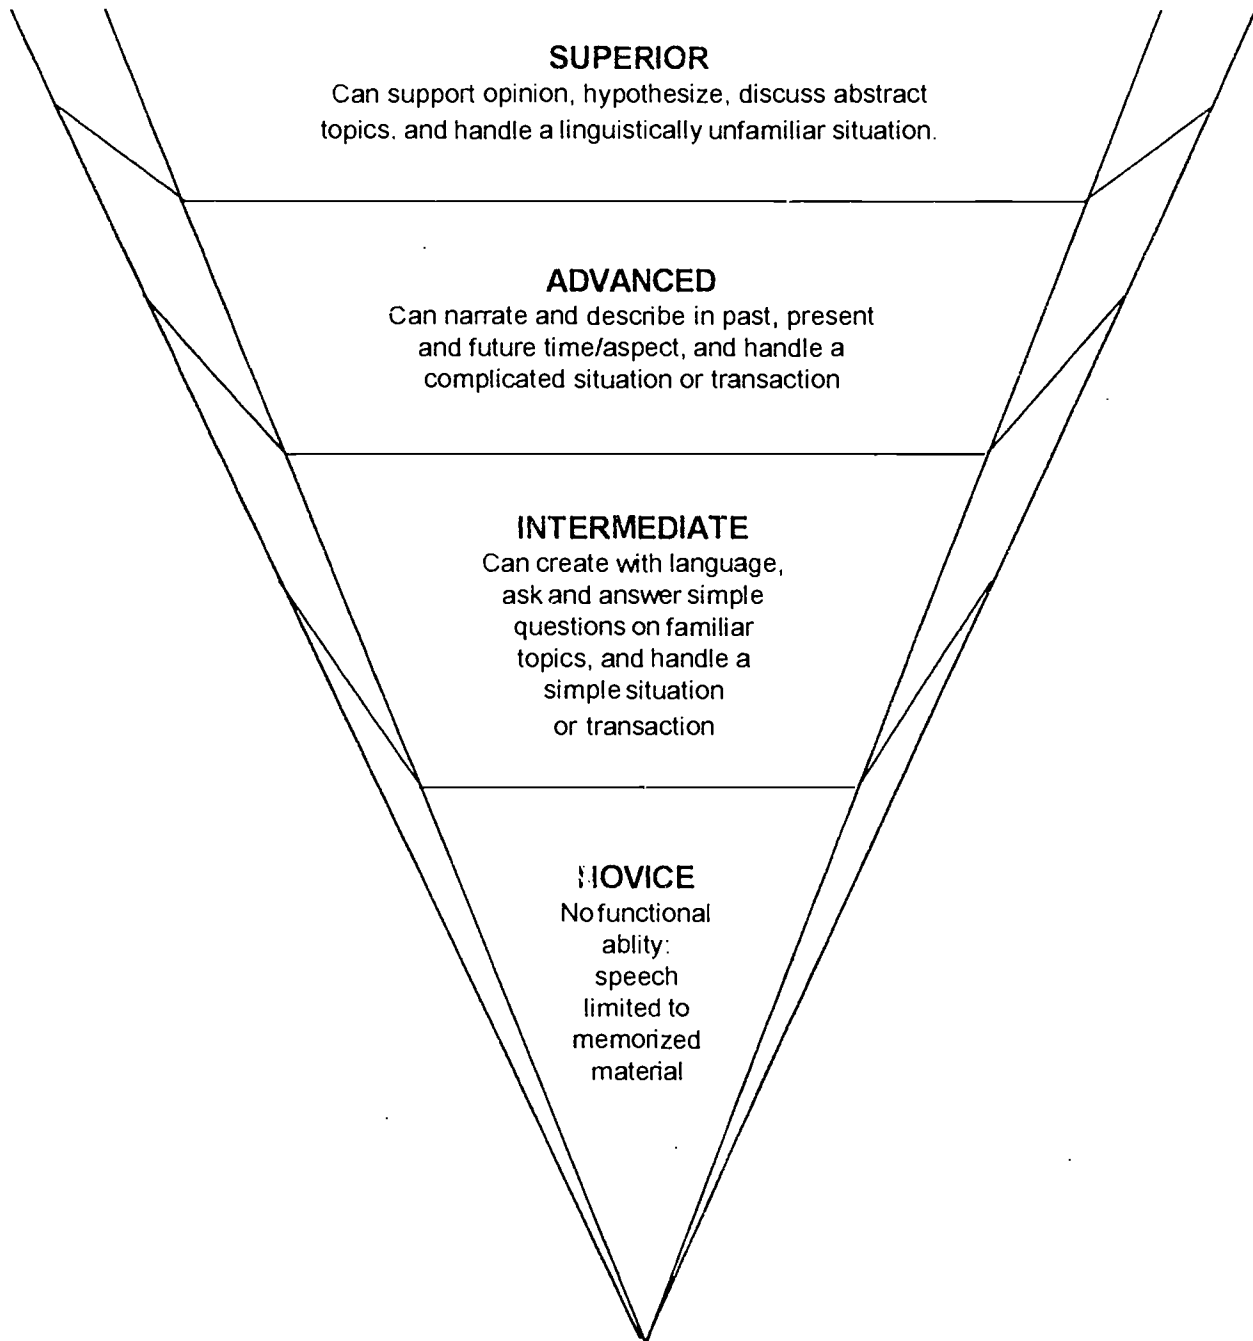 SUPERIOR
Can support opinion, hypothesize, discuss abstract
topics, and handle a linguistically unfamiliar situation.
ADVANCED
Can narrate and describe in past, present
and future time/aspect, and handle a
complicated situation or transaction
INTERMEDIATE
Can create with language,
ask and answer simple
questions on familiar
topics, and handle a
simple situation
or transaction
NOVICE
No functional
ablity:
speech
limited to
memorized
material